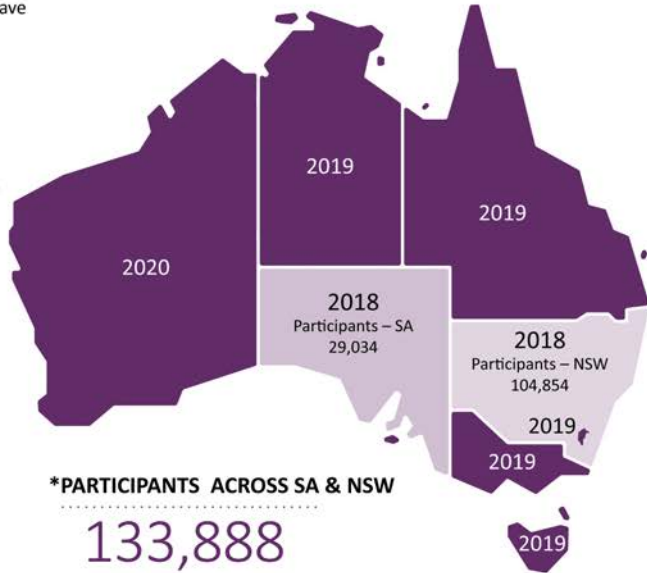 ave
2019
2019
2020
2018
Participants – SA
29,034
2018
Participants – NSW
104,854
2019
2019
*PARTICIPANTS ACROSS SA & NSW
133,888
2019